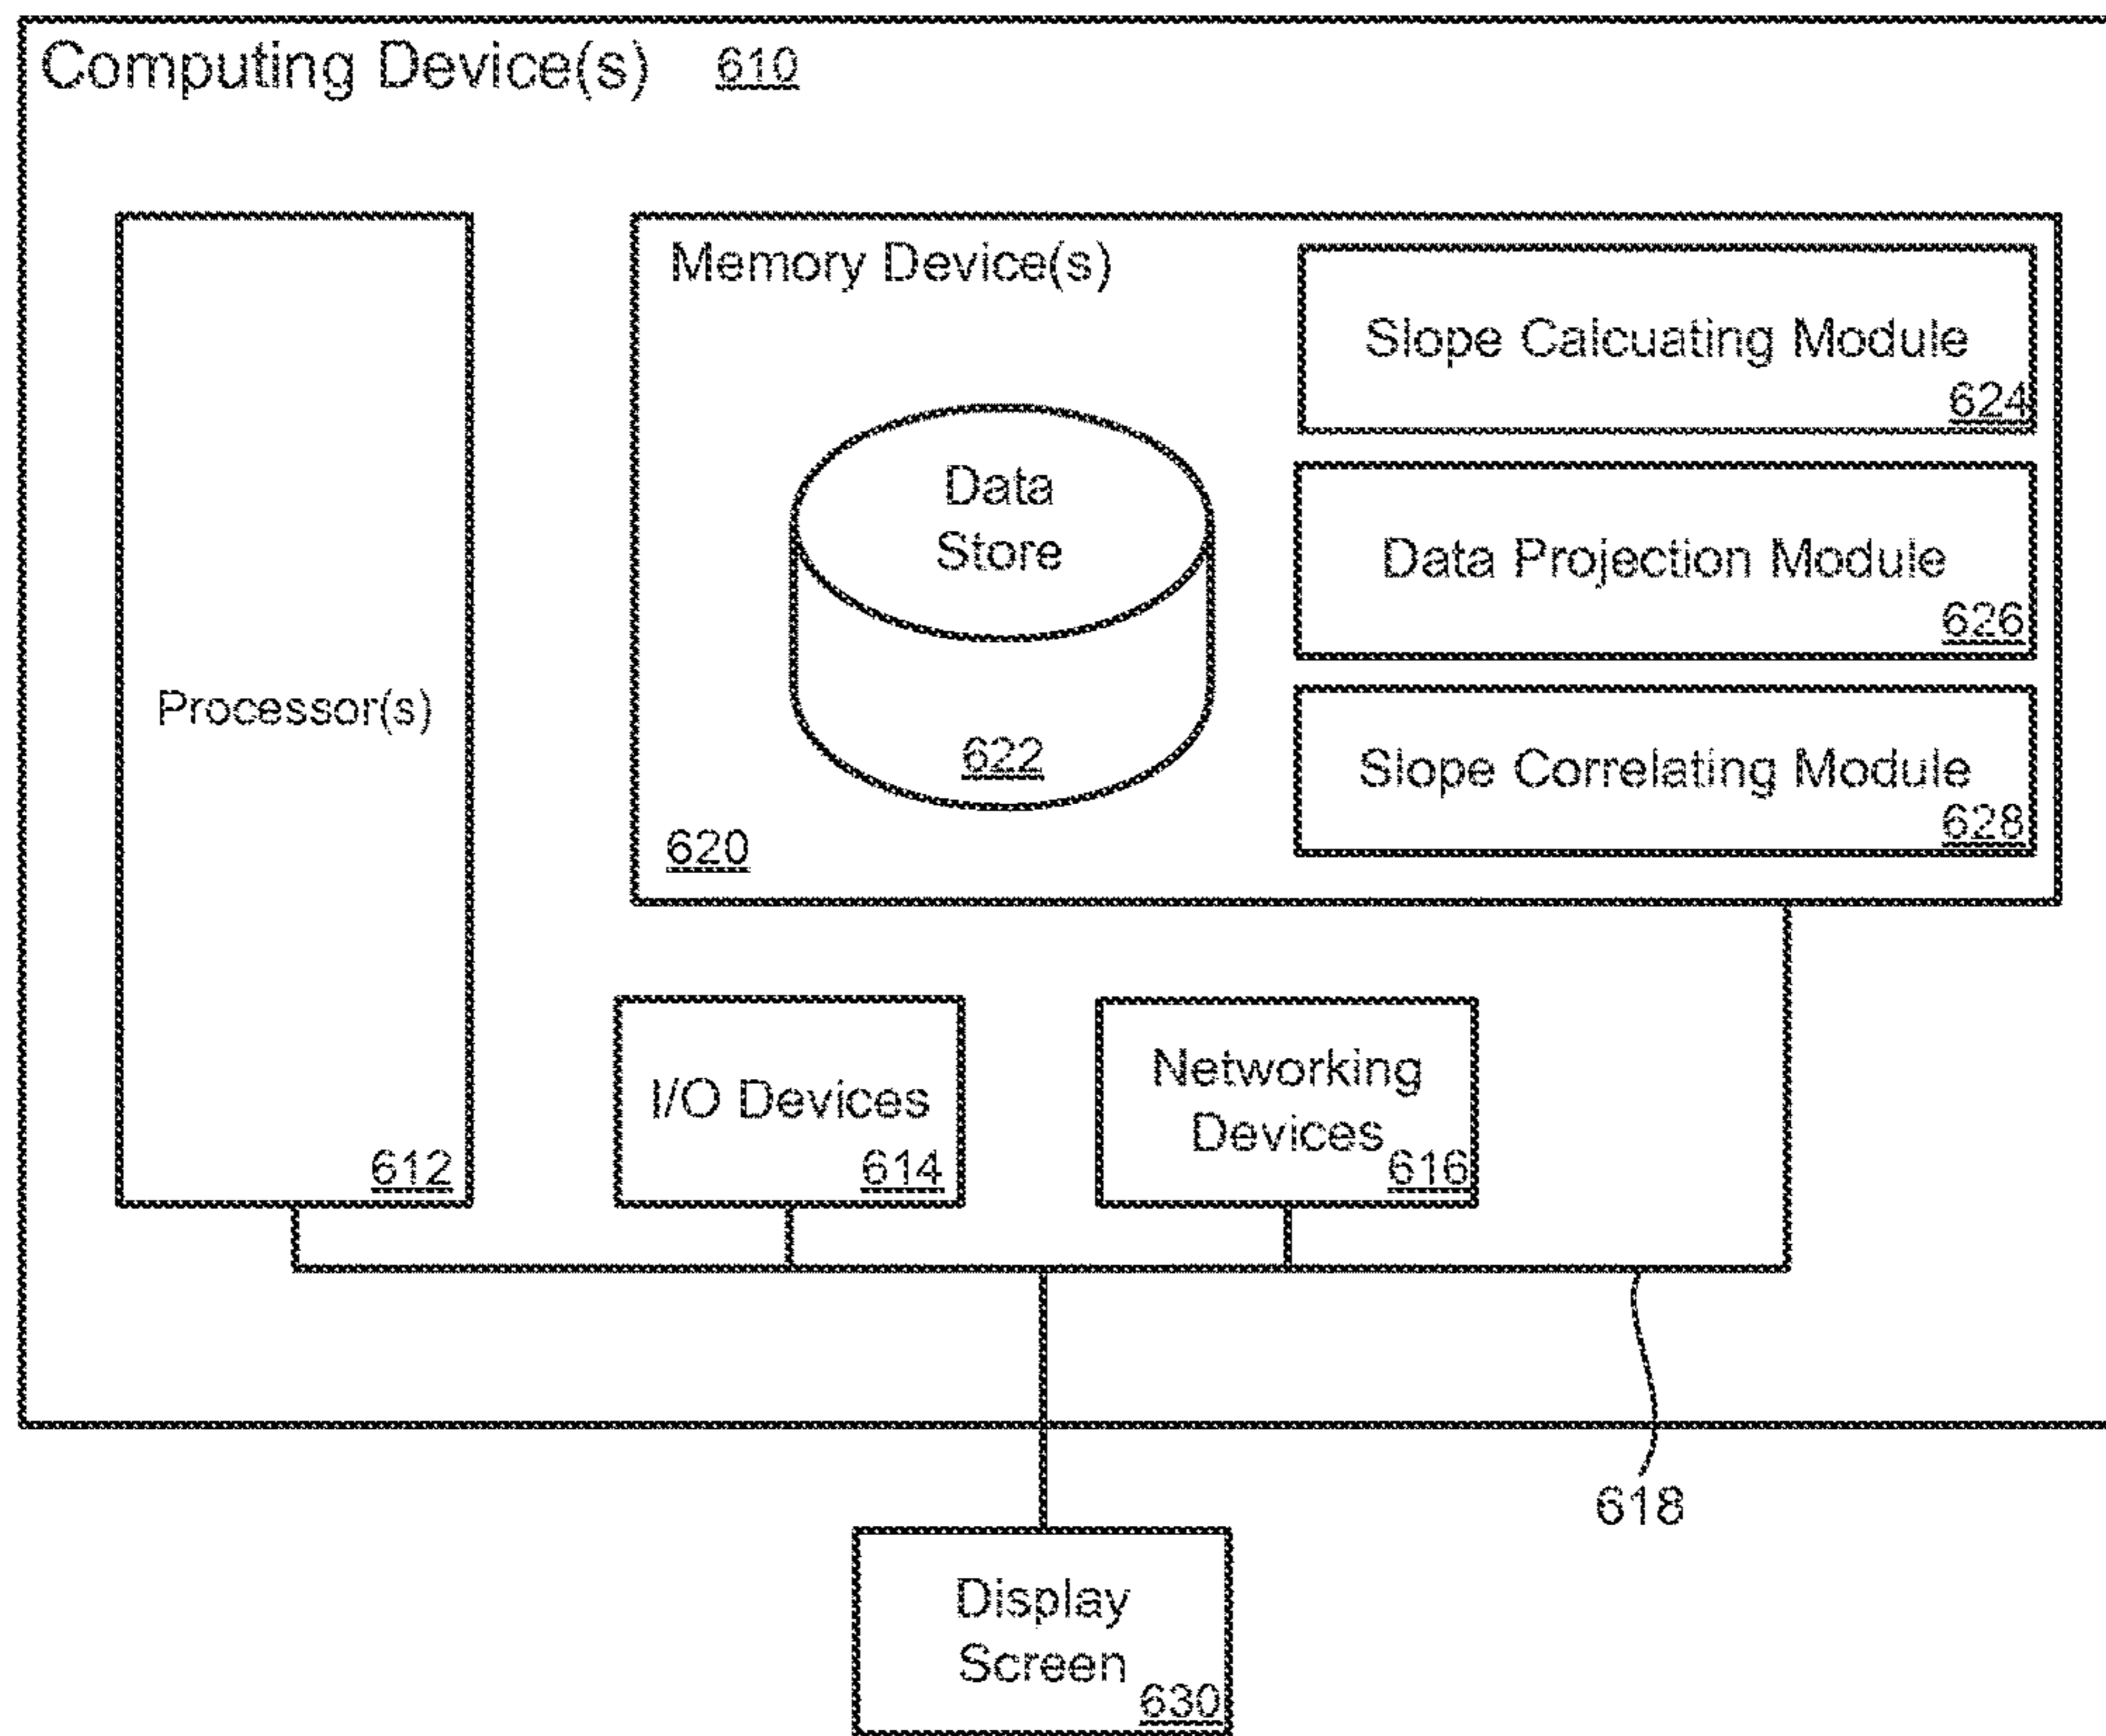 Computing Device(s) 610
Memory Device(s)
Slope Calcuating Module
624
Data
Store
622
Data Projection Module
626
Slope Correlating Module
628
620
Processor(s)
612
I/O Devices
614
Networking
Devices
616
618
Display
Screen
630